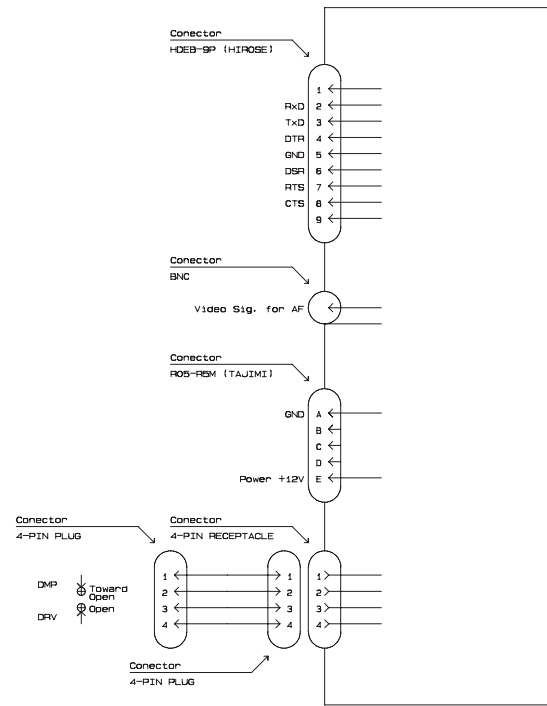 Conector
HDEB-9P (HIROSE)
1
RxD 2
TxD 3
DTR 4
GND 5
DSR 6
RTS 7
CTS 8
9
Conector
BNC
Video Sig. for AF
Conector
R05-R5M (TAJIMI)
GND A
B
C
D
Power +12V E
Conector
4-PIN PLUG
Conector
4-PIN RECEPTACLE
DMP
Toward
Open
DRV
Open
1 1 1
2 2 2
3 3 3
4 4 4
Conector
4-PIN PLUG